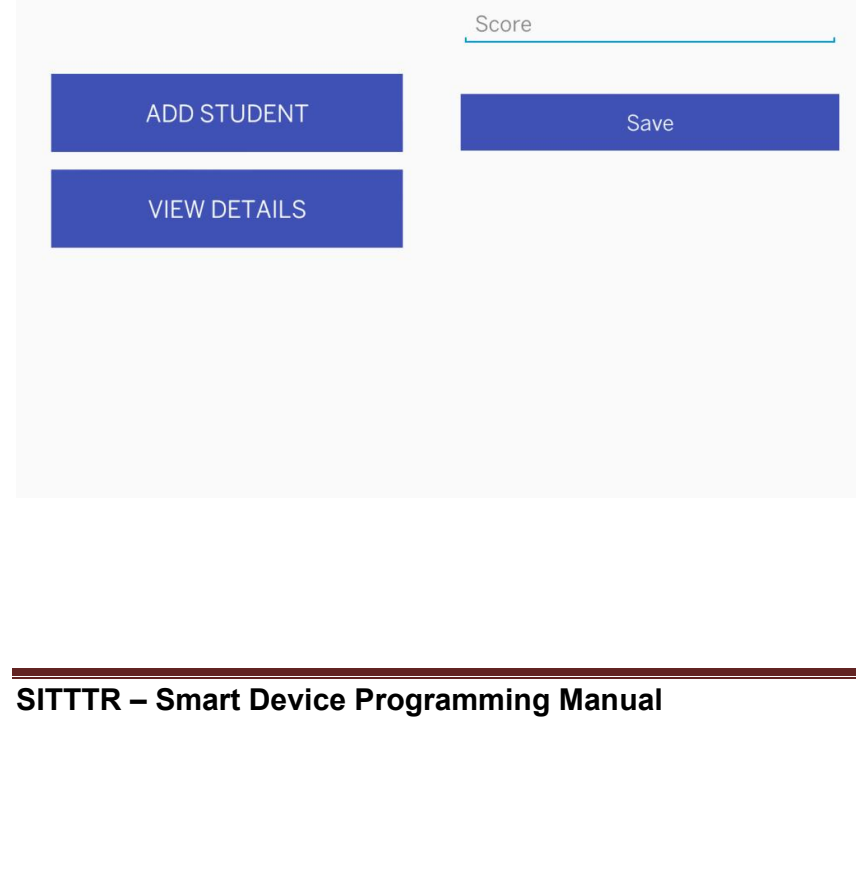 Score
ADD STUDENT
Save
VIEW DETAILS
SITTTR – Smart Device Programming Manual